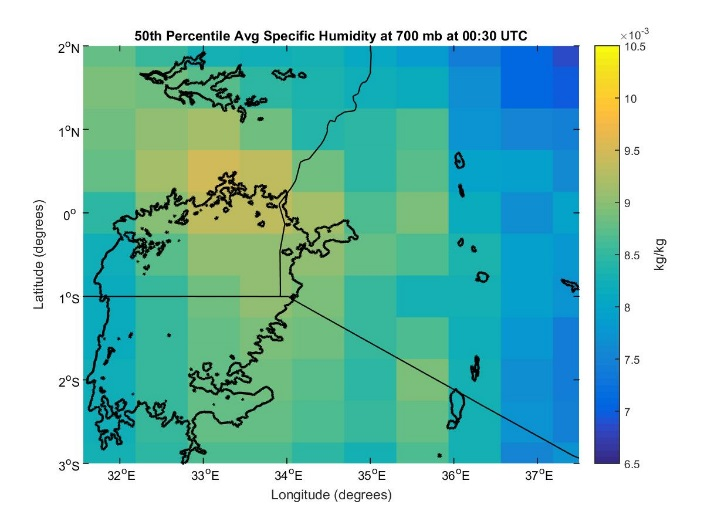 50th Percentile Avg Specific Humidity at 700 mb at 00:30 UTC
×10⁻³
2°N
1°N
0°
1°S
2°S
3°S
Latitude (degrees)
32°E 33°E 34°E 35°E 36°E 37°E
Longitude (degrees)
10.5
10
9.5
9
8.5
8
7.5
7
6.5
kg/kg